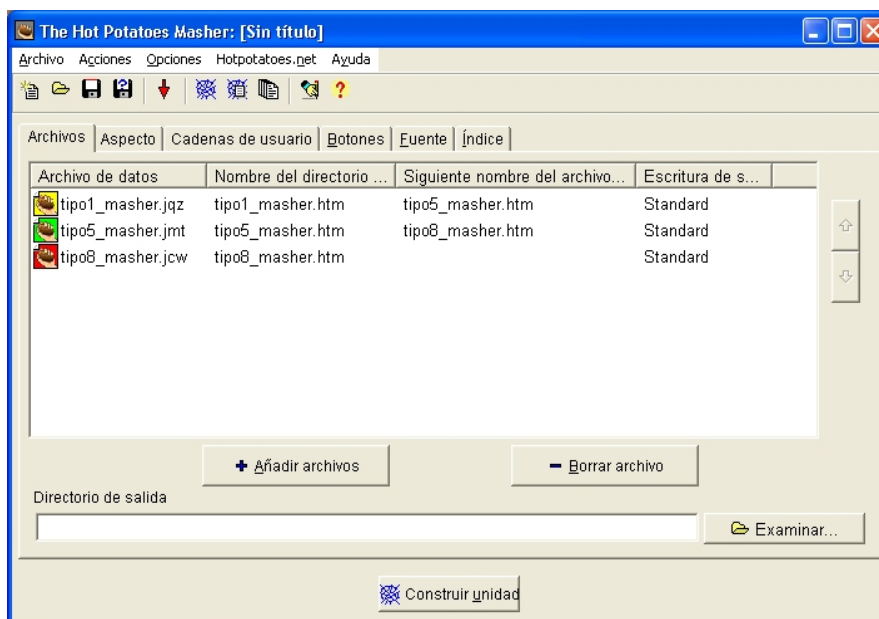 The Hot Potatoes Masher: [Sin título]
Archivo Acciones Opciones Hotpotatoes.net Ayuda
Archivos Aspecto Cadenas de usuario Botones Fuente Índice
Archivo de datos Nombre del directorio ... Siguiente nombre del archivo... Escritura de s...
tipo1_masher.jqz tipo1_masher.htm tipo5_masher.htm Standard
tipo5_masher.jmt tipo5_masher.htm tipo8_masher.htm Standard
tipo8_masher.jcw tipo8_masher.htm Standard
+ Añadir archivos - Borrar archivo
Directorio de salida
Examinar...
Construir unidad